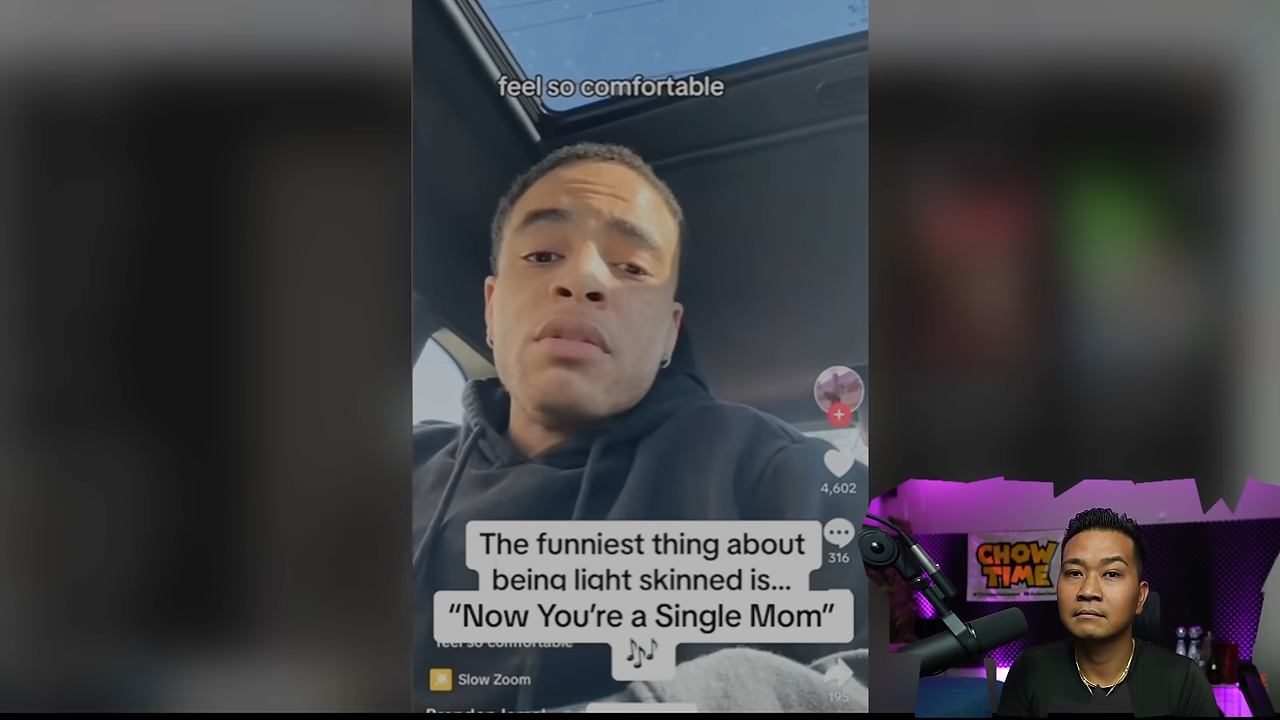 feel so comfortable
4,602
316
The funniest thing about
being light skinned is...
“Now You’re a Single Mom”
feel so comfortable
Slow Zoom
195
CHOW
TIME